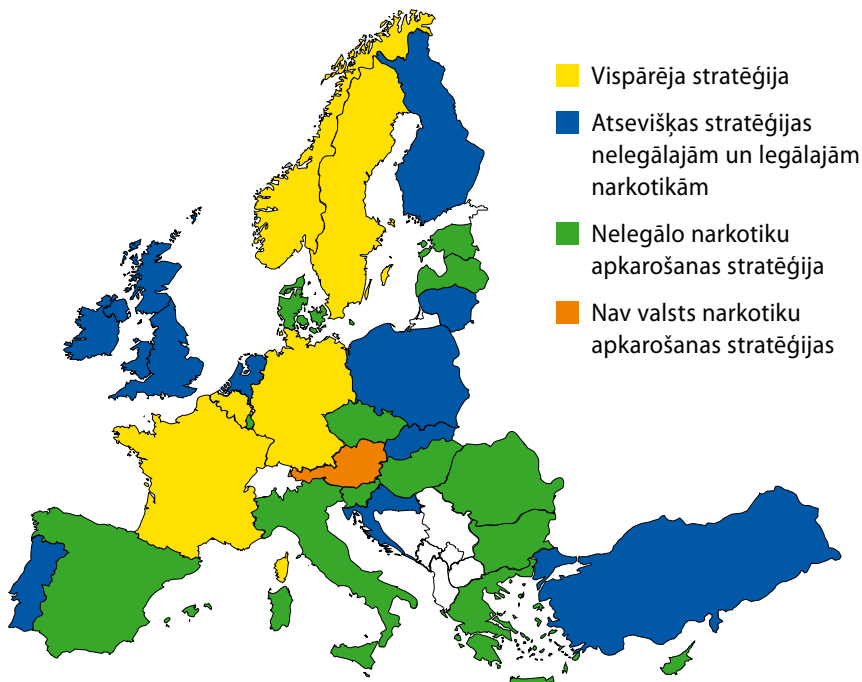 Vispārēja stratēģija
Atsevišķas stratēģijas
nelegālajām un legālajām
narkotikām
Nelegālo narkotiku
apkarošanas stratēģija
Nav valsts narkotiku
apkarošanas stratēģijas